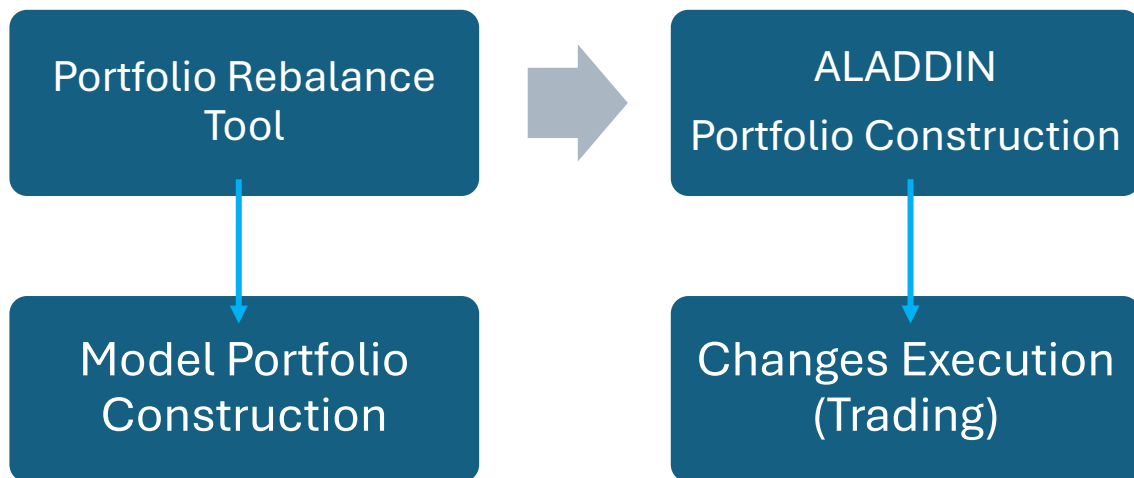 Portfolio Rebalance
Tool
ALADDIN
Portfolio Construction
Model Portfolio
Construction
Changes Execution
(Trading)